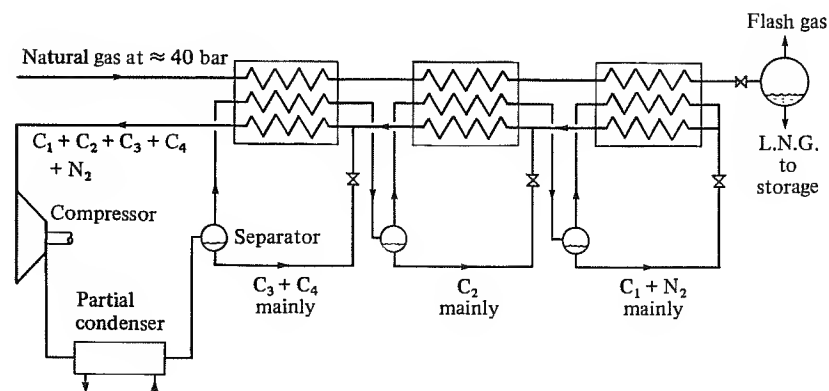 Flash gas
Natural gas at ≈ 40 bar
L.N.G.
to
storage
C₁ + C₂ + C₃ + C₄
+ N₂
Compressor
Separator
C₃ + C₄
mainly
C₂
mainly
C₁ + N₂
mainly
Partial
condenser